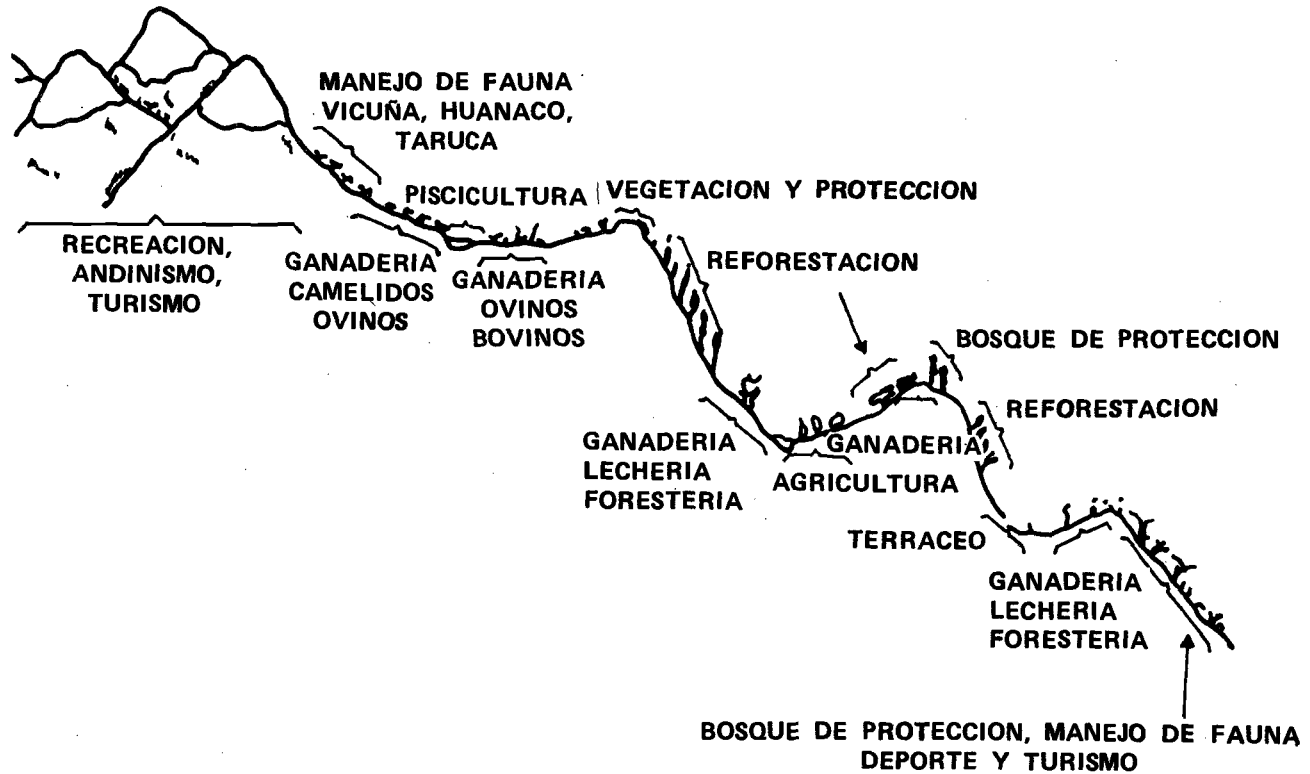 MANEJO DE FAUNA
VICUÑA, HUANACO,
TARUCA
PISCICULTURA
VEGETACION Y PROTECCION
RECREACION,
ANDINISMO,
TURISMO
GANADERIA
CAMELIDOS
OVINOS
GANADERIA
OVINOS
BOVINOS
REFORESTACION
BOSQUE DE PROTECCION
REFORESTACION
GANADERIA
LECHERIA
FORESTERIA
GANADERIA
AGRICULTURA
TERRACEO
GANADERIA
LECHERIA
FORESTERIA
BOSQUE DE PROTECCION, MANEJO DE FAUNA
DEPORTE Y TURISMO